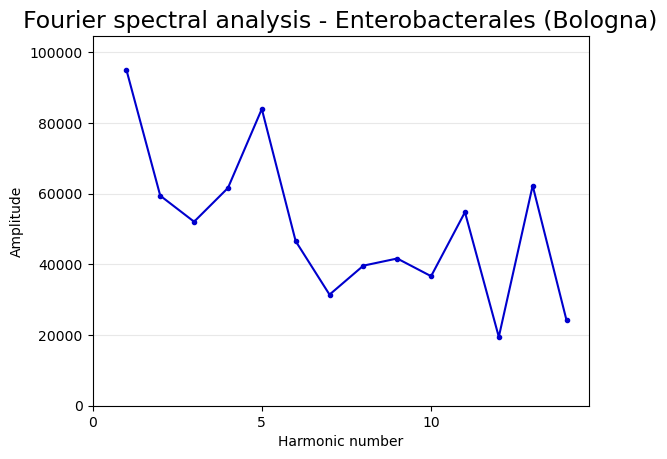 Fourier spectral analysis - Enterobacterales (Bologna)
100000
80000
60000
40000
20000
0
Amplitude
0 5 10
Harmonic number